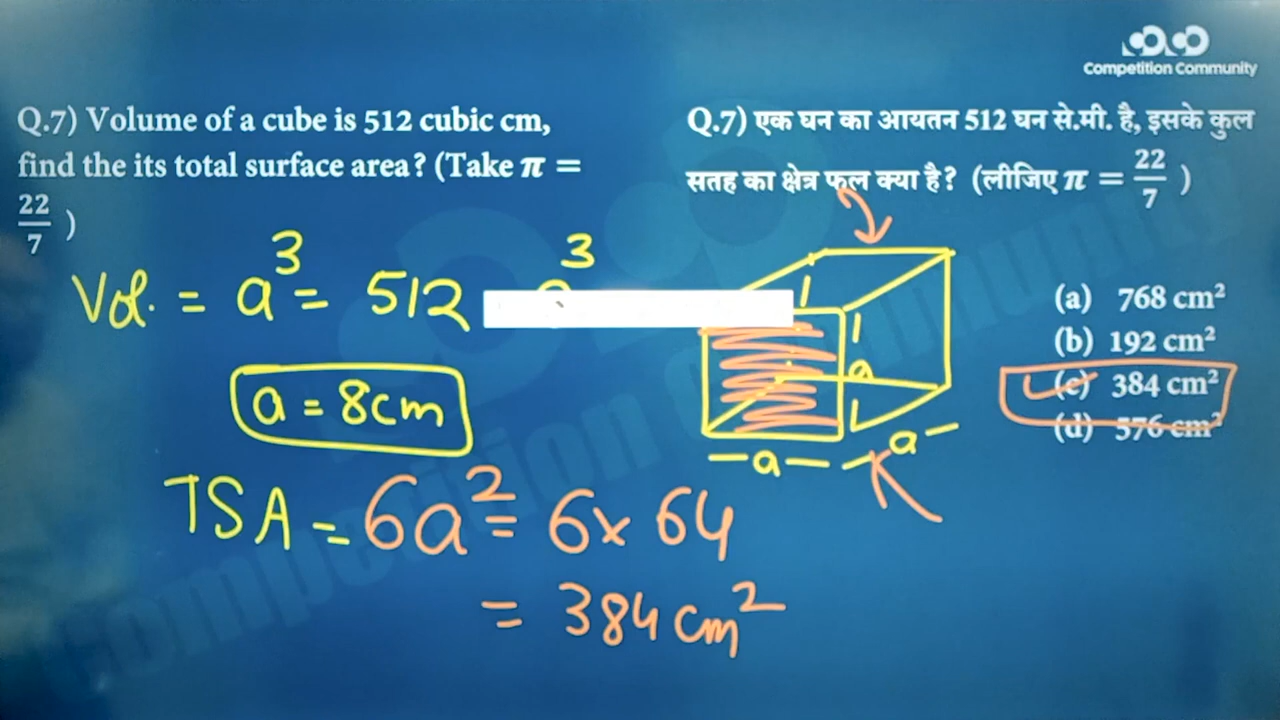 Competition Community
Q.7) Volume of a cube is 512 cubic cm,
find the its total surface area? (Take π =
22/7 )
Q.7) एक घन का आयतन 512 घन से.मी. है, इसके कुल
सतह का क्षेत्र फल क्या है? (लीजिए π = 22/7 )
Vol. = a³ = 512
a = 8cm
TSA = 6a² = 6 x 64
= 384 cm²
a
a
a
(a) 768 cm²
(b) 192 cm²
(c) 384 cm²
(d) 576 cm²
Competition Community